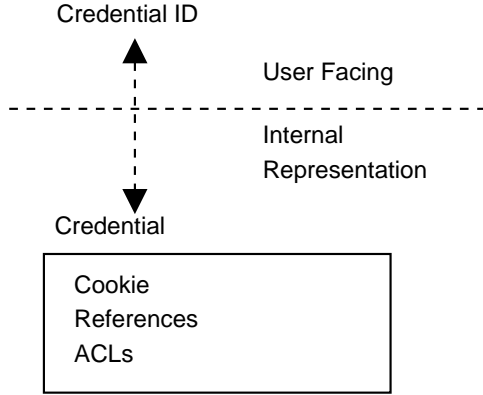 Credential ID
User Facing
Internal
Representation
Credential
Cookie
References
ACLs